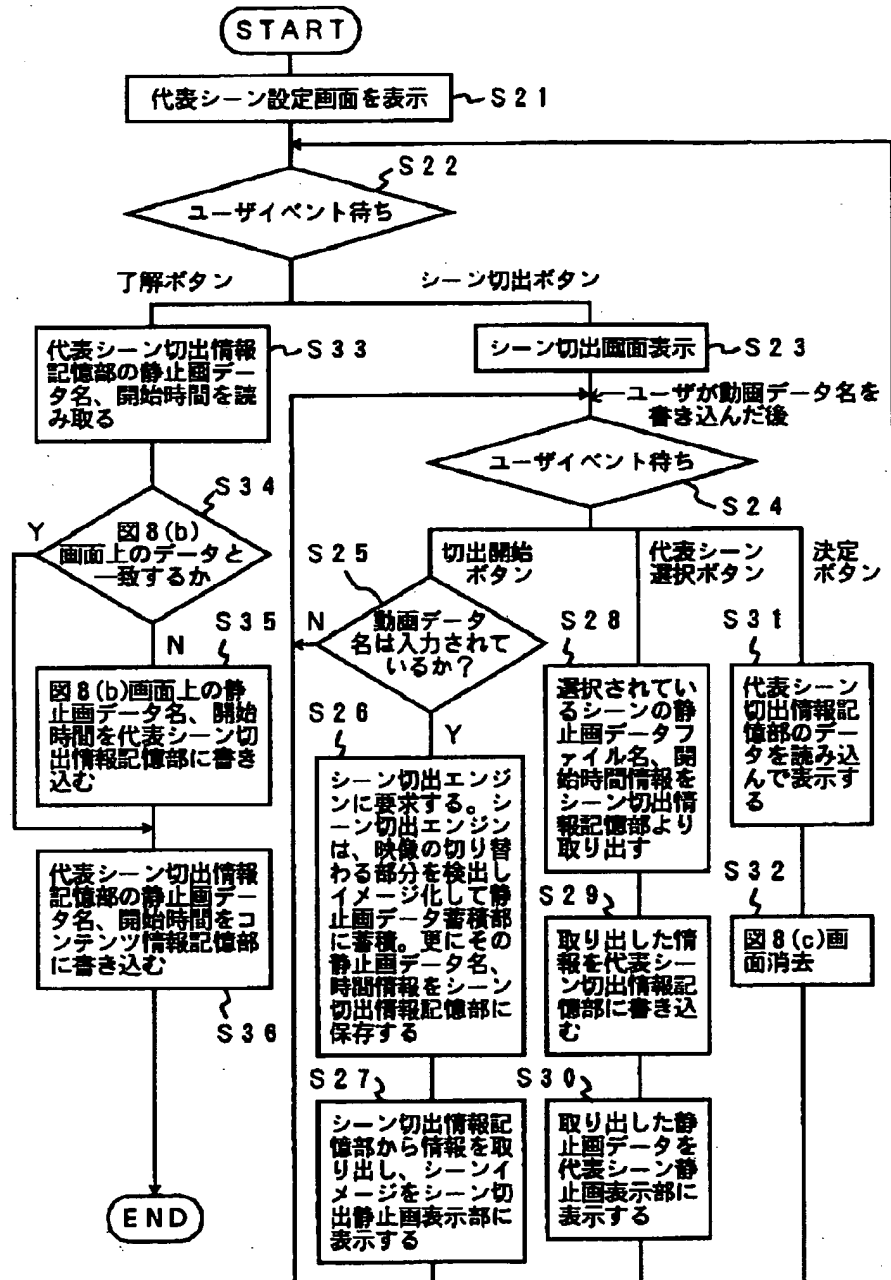 START
代表シーン設定画面を表示
S21
S22
ユーザイベント待ち
了解ボタン
シーン切出ボタン
代表シーン切出情報
記憶部の静止画デー
タ名、開始時間を読
み取る
S33
シーン切出画面表示
S23
ユーザが動画データ名を
書き込んだ後
ユーザイベント待ち
S24
S34
Y
図8(b)
画面上のデータと
一致するか
N
S35
図8(b)画面上の静
止画データ名、開始
時間を代表シーン切
出情報記憶部に書き
込む
代表シーン切出情報
記憶部の静止画デー
タ名、開始時間をコ
ンテンツ情報記憶部
に書き込む
S36
END
S25
切出開始
ボタン
N
動画データ
名は入力されて
いるか?
Y
S26
シーン切出エンジ
ンに要求する。シ
ーン切出エンジン
は、映像の切り替
わる部分を検出し
イメージ化して静
止画データ蓄積部
に蓄積。更にその
静止画データ名、
時間情報をシーン
切出情報記憶部に
保存する
S27
シーン切出情報記
憶部から情報を取
り出し、シーンイ
メージをシーン切
出静止画表示部に
表示する
代表シーン
選択ボタン
S28
選択されてい
るシーンの静
止画データフ
ァイル名、開
始時間情報を
シーン切出情
報記憶部より
取り出す
S29
取り出した情
報を代表シー
ン切出情報記
憶部に書き込
む
S30
取り出した静
止画データを
代表シーン静
止画表示部に
表示する
決定
ボタン
S31
代表シーン
切出情報記
憶部のデー
タを読み込
んで表示す
る
S32
図8(c)画
面消去